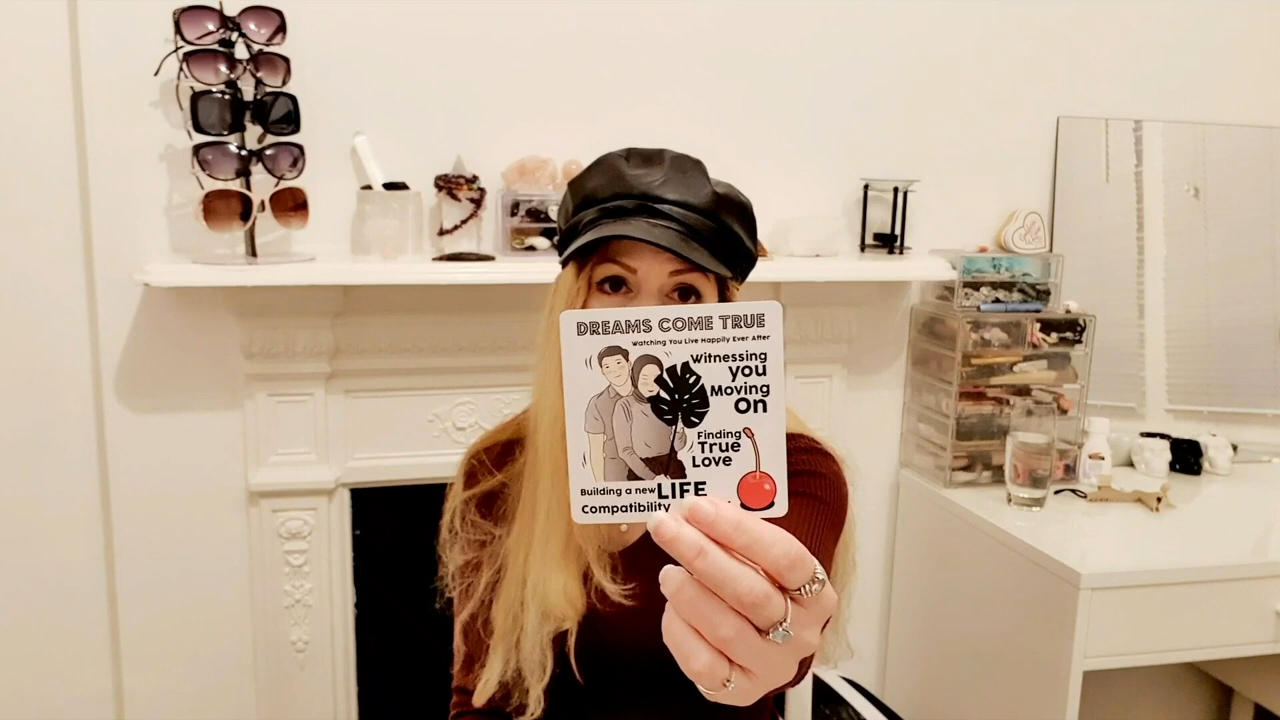 DREAMS COME TRUE
Watching You Live Happily Ever After
Witnessing
you
Moving
On
Finding
True
Love
Building a new LIFE
Compatibility